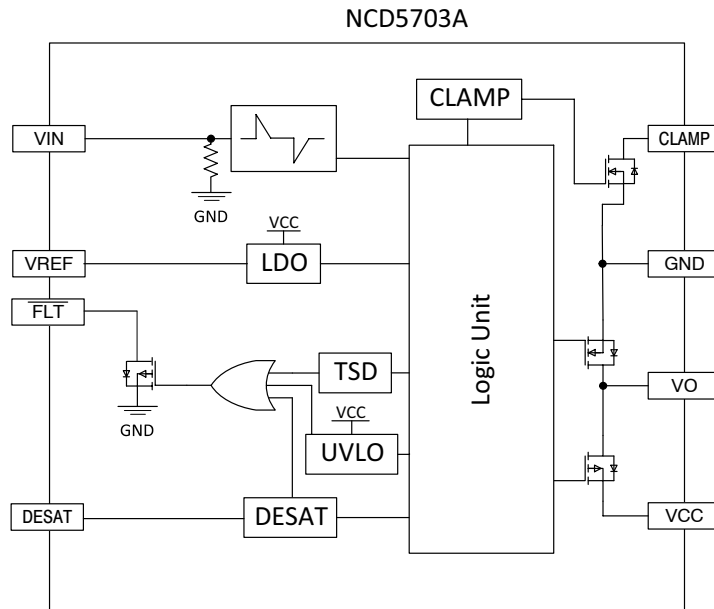 NCD5703A
CLAMP
VIN
CLAMP
GND
VCC
VREF
LDO
GND
FLT
Logic Unit
TSD
VO
VCC
GND
UVLO
DESAT
DESAT
VCC